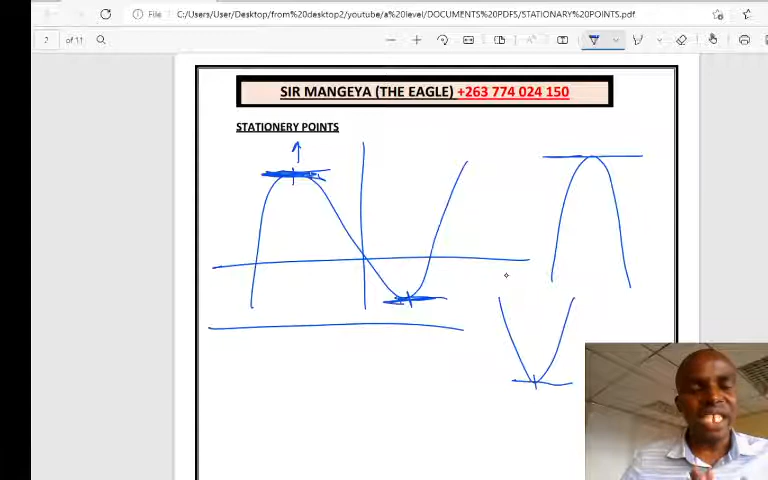 File
C:/Users/User/Desktop/from%20desktop2/youtube/a%20level/DOCUMENTS%20PDFS/STATIONARY%20POINTS.pdf
2 of 11
SIR MANGEYA (THE EAGLE) +263 774 024 150
STATIONERY POINTS